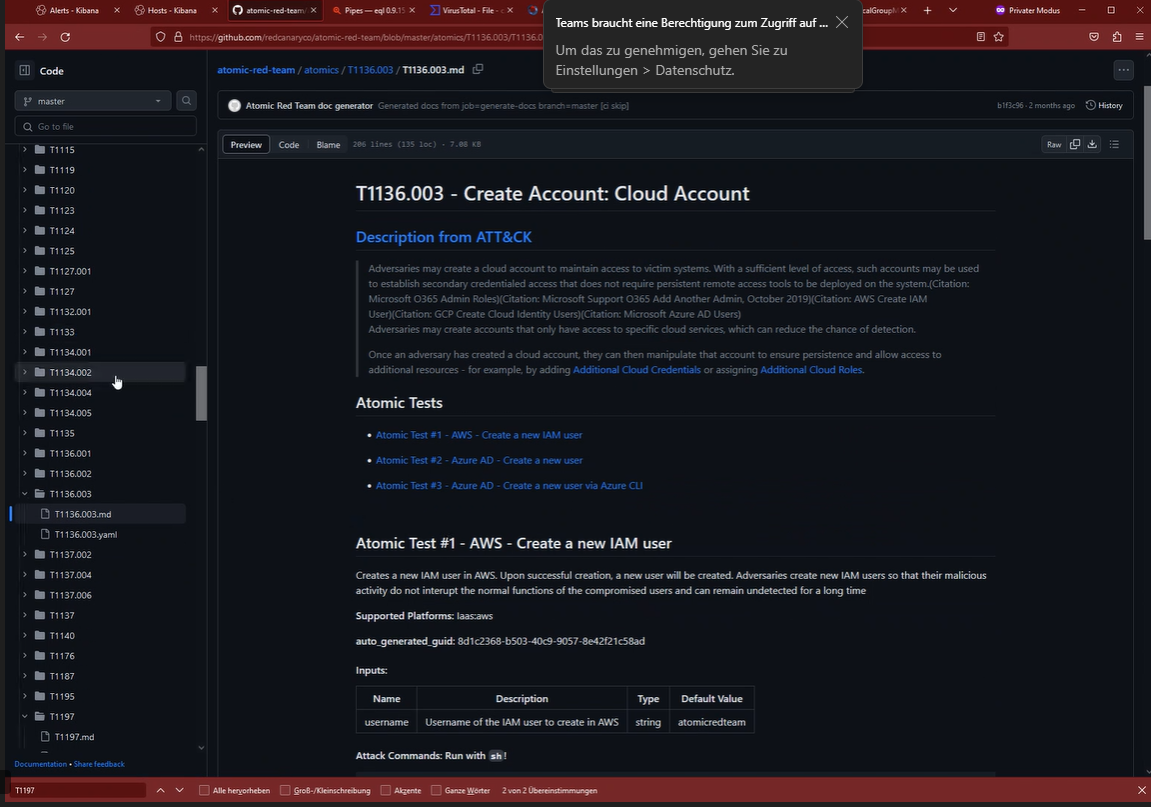 Alerts - Kibana
Hosts - Kibana
atomic-red-team/
Pipes — eql 0.9.15
VirusTotal - File -
Privater Modus
Teams braucht eine Berechtigung zum Zugriff auf ...
Um das zu genehmigen, gehen Sie zu
Einstellungen > Datenschutz.
https://github.com/redcanaryco/atomic-red-team/blob/master/atomics/T1136.003/T1136.0
Code
atomic-red-team / atomics / T1136.003 / T1136.003.md
master
Atomic Red Team doc generator Generated docs from job=generate-docs branch=master [ci skip]
b1f3c96 · 2 months ago
History
Go to file
Preview
Code
Blame
206 lines (135 loc) · 7.08 KB
Raw
T1115
T1119
T1120
T1123
T1124
T1125
T1127.001
T1127
T1132.001
T1133
T1134.001
T1134.002
T1134.004
T1134.005
T1135
T1136.001
T1136.002
T1136.003
T1136.003.md
T1136.003.yaml
T1137.002
T1137.004
T1137.006
T1137
T1140
T1176
T1187
T1195
T1197
T1197.md
Documentation • Share feedback
T1136.003 - Create Account: Cloud Account
Description from ATT&CK
Adversaries may create a cloud account to maintain access to victim systems. With a sufficient level of access, such accounts may be used
to establish secondary credentialed access that does not require persistent remote access tools to be deployed on the system.(Citation:
Microsoft O365 Admin Roles)(Citation: Microsoft Support O365 Add Another Admin, October 2019)(Citation: AWS Create IAM
User)(Citation: GCP Create Cloud Identity Users)(Citation: Microsoft Azure AD Users)
Adversaries may create accounts that only have access to specific cloud services, which can reduce the chance of detection.
Once an adversary has created a cloud account, they can then manipulate that account to ensure persistence and allow access to
additional resources - for example, by adding Additional Cloud Credentials or assigning Additional Cloud Roles.
Atomic Tests
• Atomic Test #1 - AWS - Create a new IAM user
• Atomic Test #2 - Azure AD - Create a new user
• Atomic Test #3 - Azure AD - Create a new user via Azure CLI
Atomic Test #1 - AWS - Create a new IAM user
Creates a new IAM user in AWS. Upon successful creation, a new user will be created. Adversaries create new IAM users so that their malicious
activity do not interupt the normal functions of the compromised users and can remain undetected for a long time
Supported Platforms: Iaas:aws
auto_generated_guid: 8d1c2368-b503-40c9-9057-8e42f21c58ad
Inputs:
Name Description Type Default Value
username Username of the IAM user to create in AWS string atomicredteam
Attack Commands: Run with sh!
T1197
Alle hervorheben
Groß-/Kleinschreibung
Akzente
Ganze Wörter
2 von 2 Übereinstimmungen